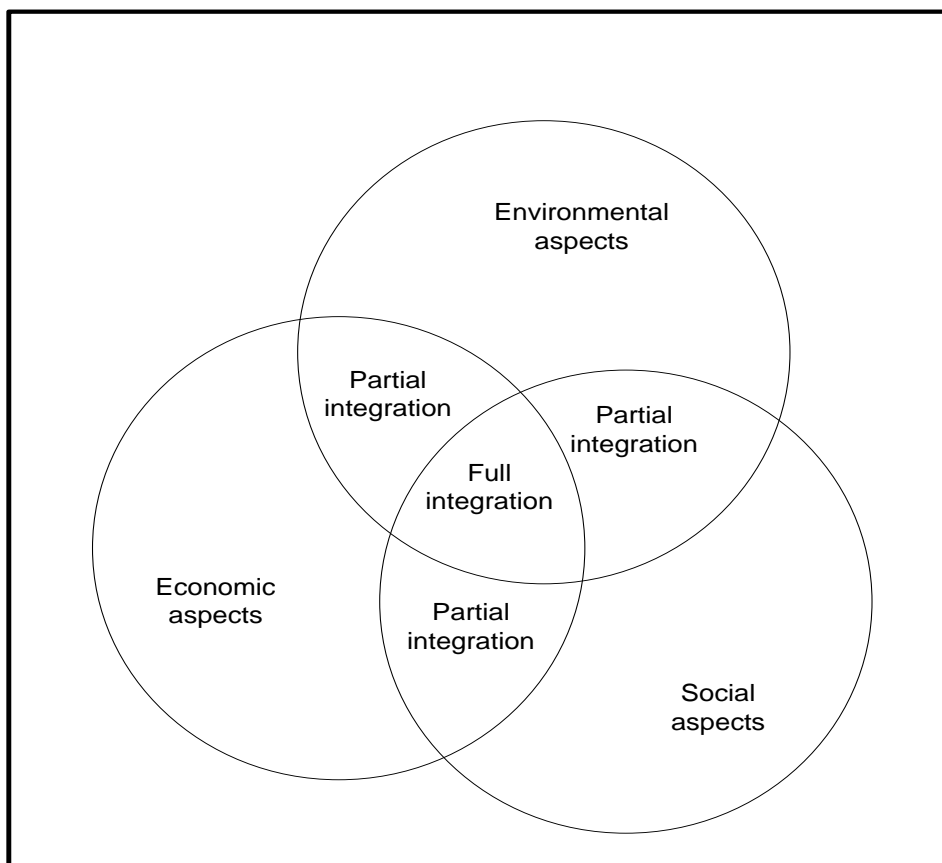 Environmental
aspects
Partial
integration
Partial
integration
Full
integration
Economic
aspects
Partial
integration
Social
aspects